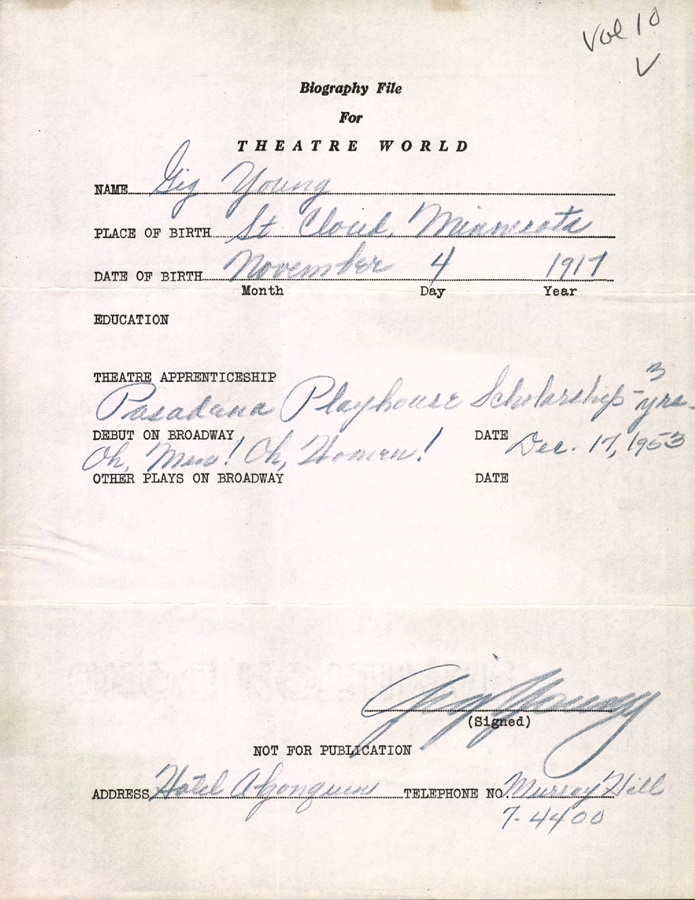 Vol 10
V
Biography File
For
THEATRE WORLD
NAME Gig Young
PLACE OF BIRTH St Cloud, Minnesota
DATE OF BIRTH November 4 1917
Month Day Year
EDUCATION
THEATRE APPRENTICESHIP
Pasadana Playhouse Scholarship - 3 yrs.
DEBUT ON BROADWAY DATE Dec. 17, 1953
Oh, Men! Oh, Women!
OTHER PLAYS ON BROADWAY DATE
Gig Young
(Signed)
NOT FOR PUBLICATION
ADDRESS Hotel Algonquin TELEPHONE NO. Murray Hill
7-4400